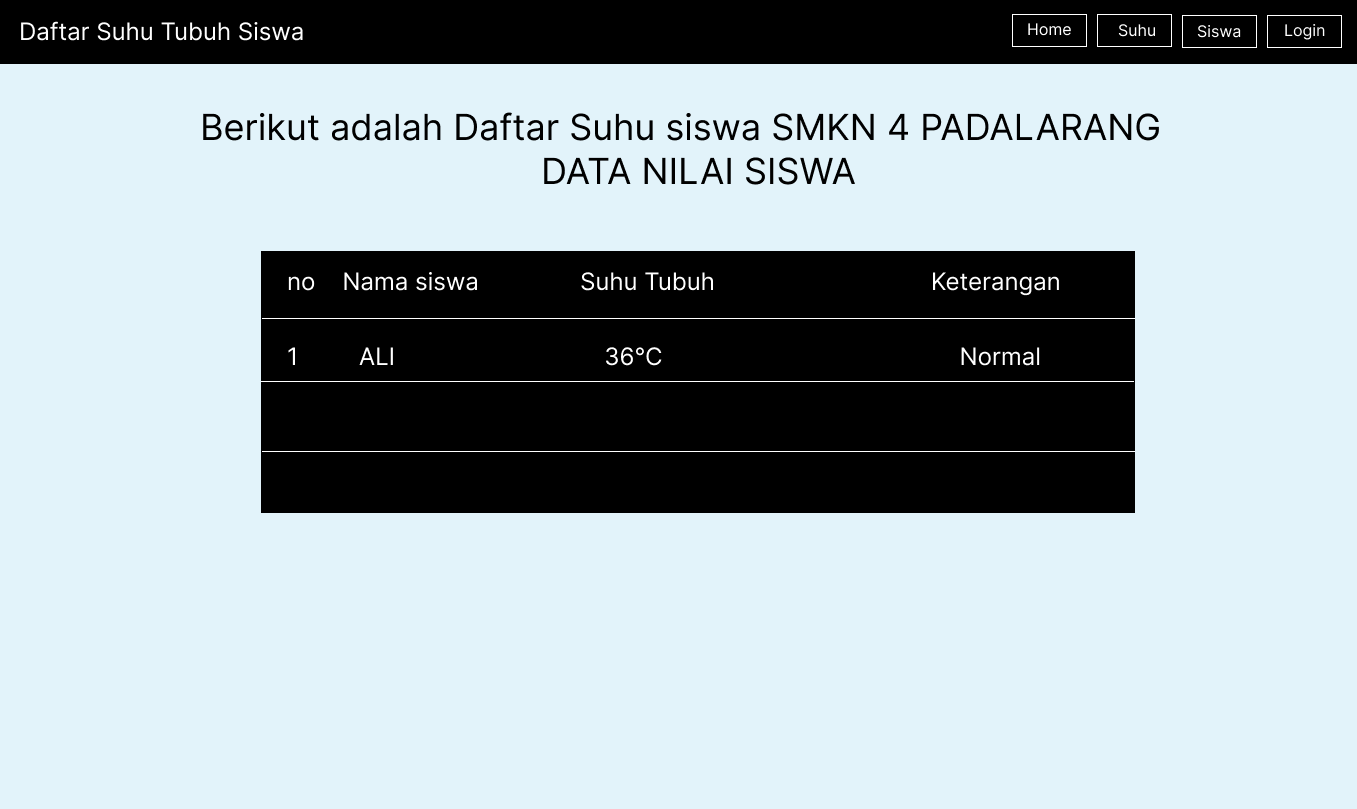 Daftar Suhu Tubuh Siswa Home Suhu Siswa Login
Berikut adalah Daftar Suhu siswa SMKN 4 PADALARANG
DATA NILAI SISWA
no Nama siswa Suhu Tubuh Keterangan
1 ALI 36°C Normal